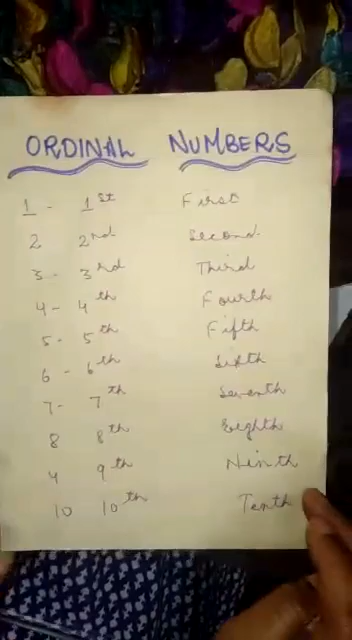 ORDINAL NUMBERS
1 - 1st First
2 2nd Second
3 - 3rd Third
4 - 4th Fourth
5 - 5th Fifth
6 - 6th Sixth
7 - 7th Seventh
8 8th Eighth
9 9th Ninth
10 10th Tenth